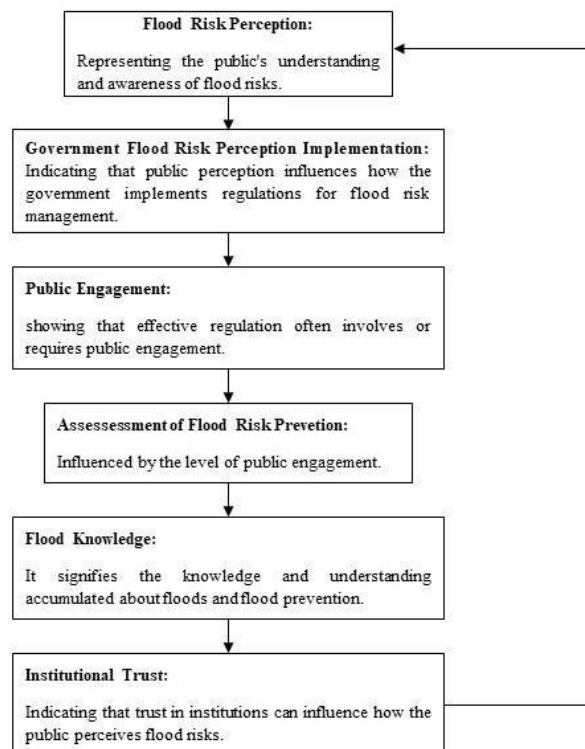 Flood Risk Perception:
Representing the public's understanding
and awareness of flood risks.
Government Flood Risk Perception Implementation:
Indicating that public perception influences how the
government implements regulations for flood risk
management.
Public Engagement:
showing that effective regulation often involves or
requires public engagement.
Assessessment of Flood Risk Prevetion:
Influenced by the level of public engagement.
Flood Knowledge:
It signifies the knowledge and understanding
accumulated about floods and flood prevention.
Institutional Trust:
Indicating that trust in institutions can influence how the
public perceives flood risks.